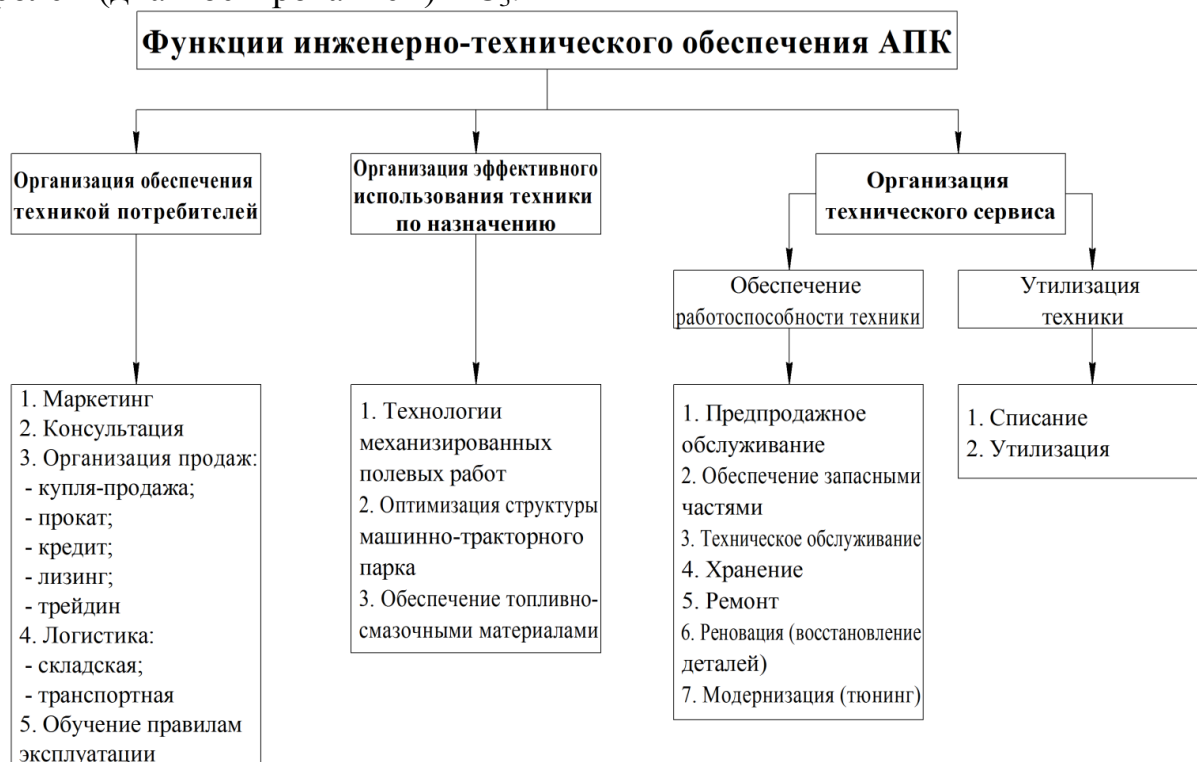 Функции инженерно-технического обеспечения АПК
Организация обеспечения
техникой потребителей
Организация эффективного
использования техники
по назначению
Организация
технического сервиса
Обеспечение
работоспособности техники
Утилизация
техники
1. Маркетинг
2. Консультация
3. Организация продаж:
- купля-продажа;
- прокат;
- кредит;
- лизинг;
- трейдин
4. Логистика:
- складская;
- транспортная
5. Обучение правилам
эксплуатации
1. Технологии
механизированных
полевых работ
2. Оптимизация структуры
машинно-тракторного
парка
3. Обеспечение топливно-
смазочными материалами
1. Предпродажное
обслуживание
2. Обеспечение запасными
частями
3. Техническое обслуживание
4. Хранение
5. Ремонт
6. Реновация (восстановление
деталей)
7. Модернизация (тюнинг)
1. Списание
2. Утилизация